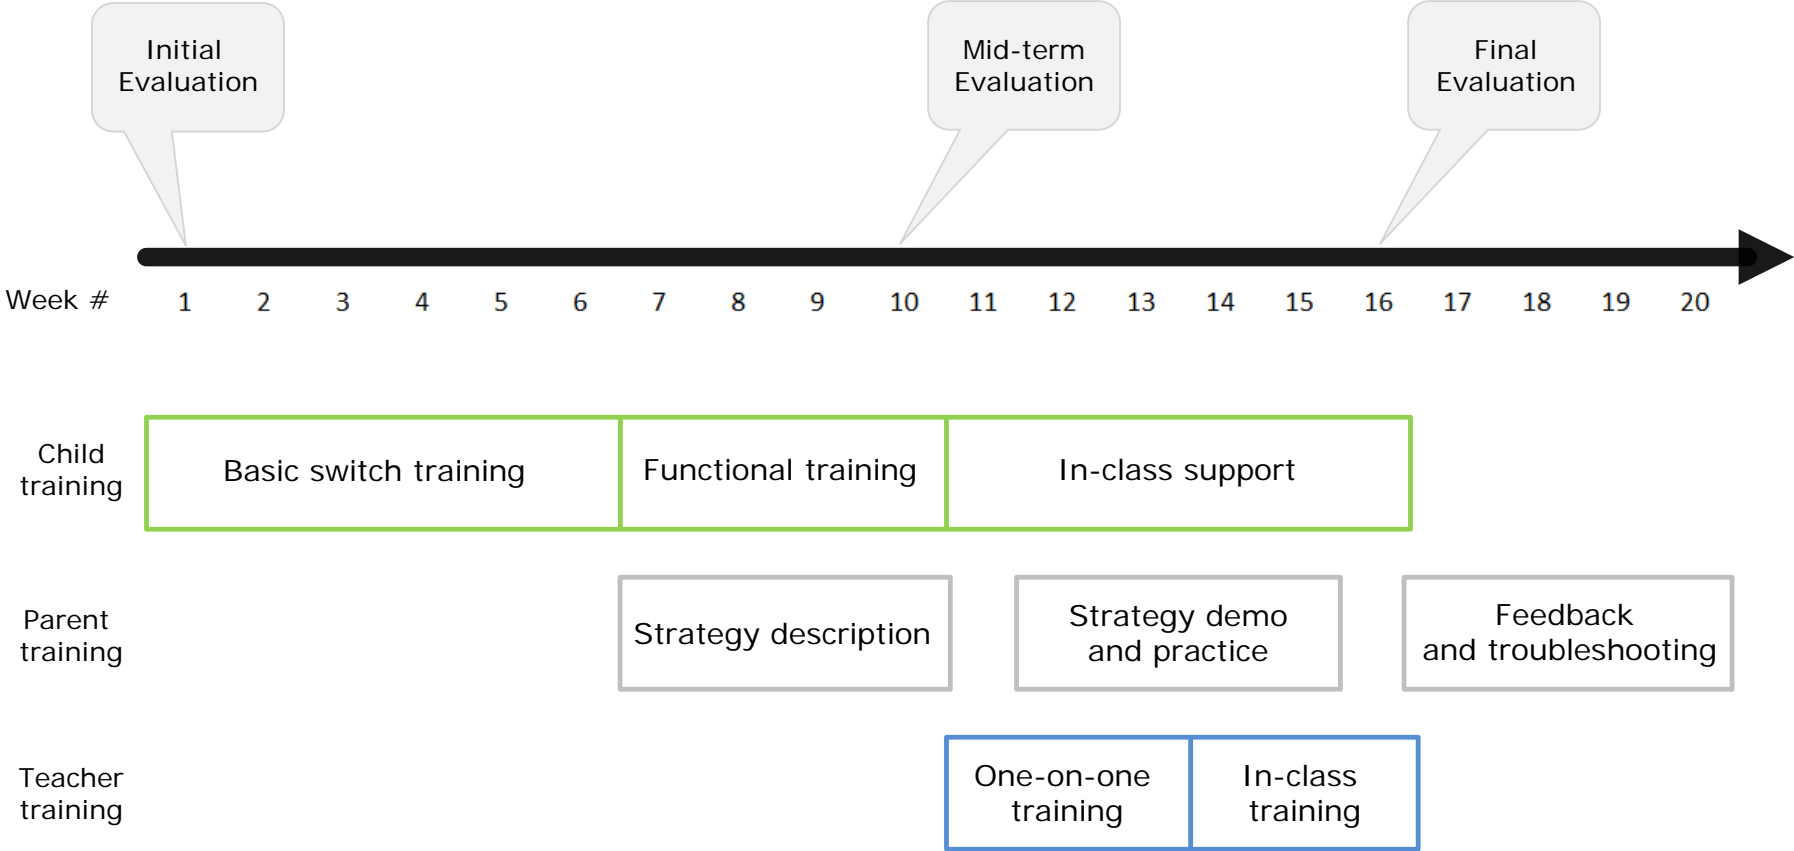 Initial
Evaluation
Mid-term
Evaluation
Final
Evaluation
Week # 1 2 3 4 5 6 7 8 9 10 11 12 13 14 15 16 17 18 19 20
Child
training
Basic switch training
Functional training
In-class support
Parent
training
Strategy description
Strategy demo
and practice
Feedback
and troubleshooting
Teacher
training
One-on-one
training
In-class
training